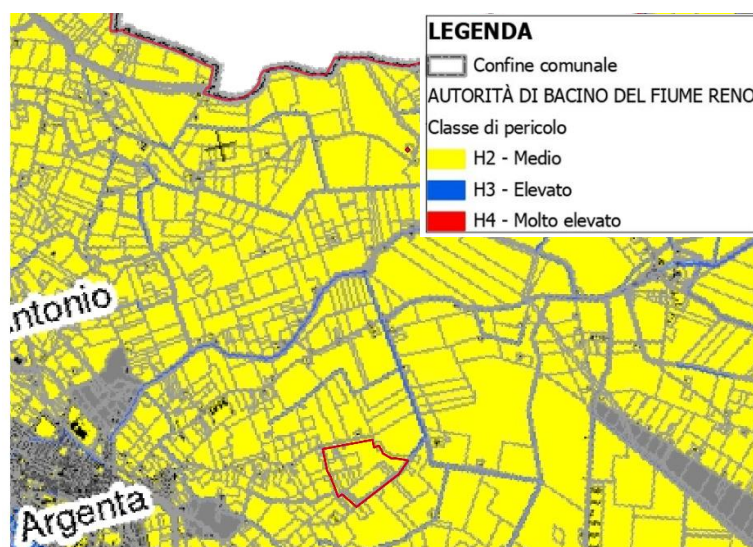 LEGENDA
Confine comunale
AUTORITÀ DI BACINO DEL FIUME RENO
Classe di pericolo
H2 - Medio
H3 - Elevato
H4 - Molto elevato
ntonio
Argenta